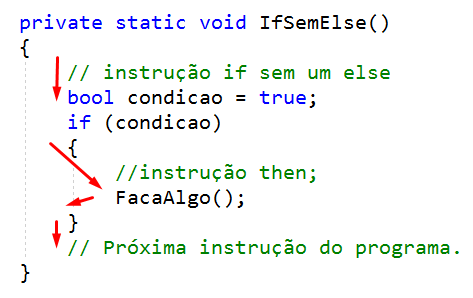 private static void IfSemElse()
{
// instrução if sem um else
bool condicao = true;
if (condicao)
{
//instrução then;
FacaAlgo();
}
// Próxima instrução do programa.
}